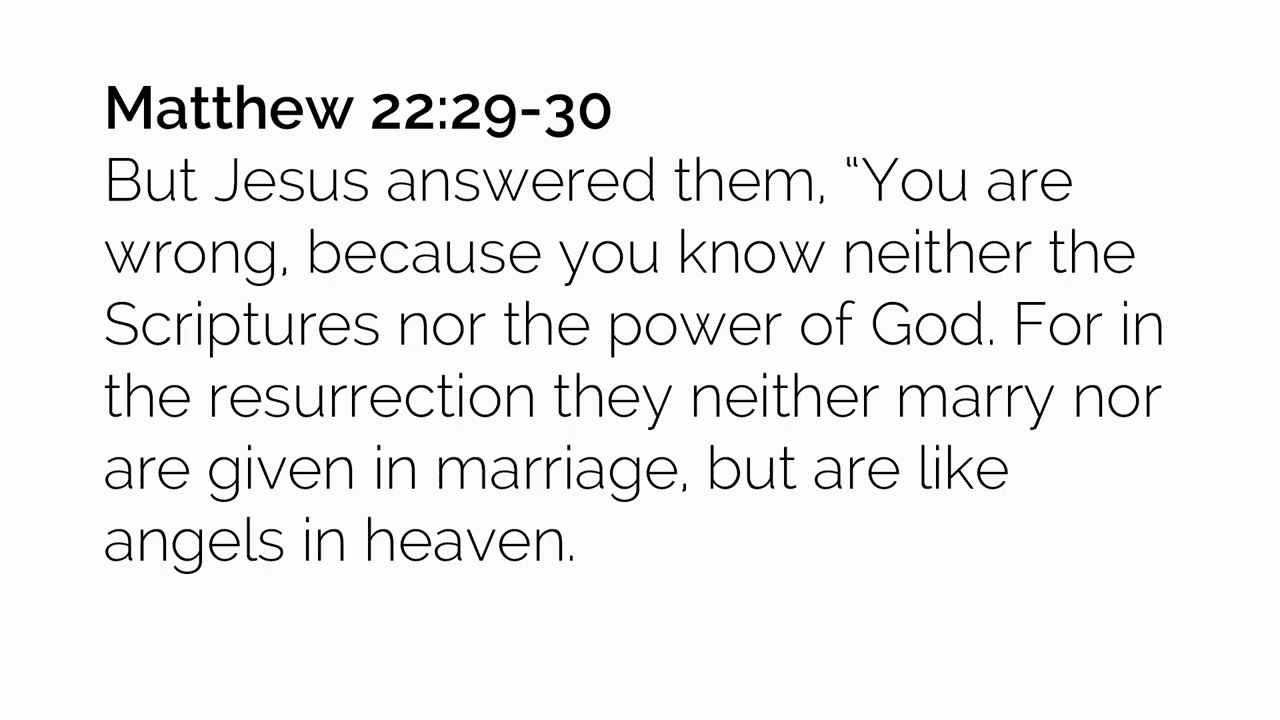 Matthew 22:29-30
But Jesus answered them, “You are
wrong, because you know neither the
Scriptures nor the power of God. For in
the resurrection they neither marry nor
are given in marriage, but are like
angels in heaven.